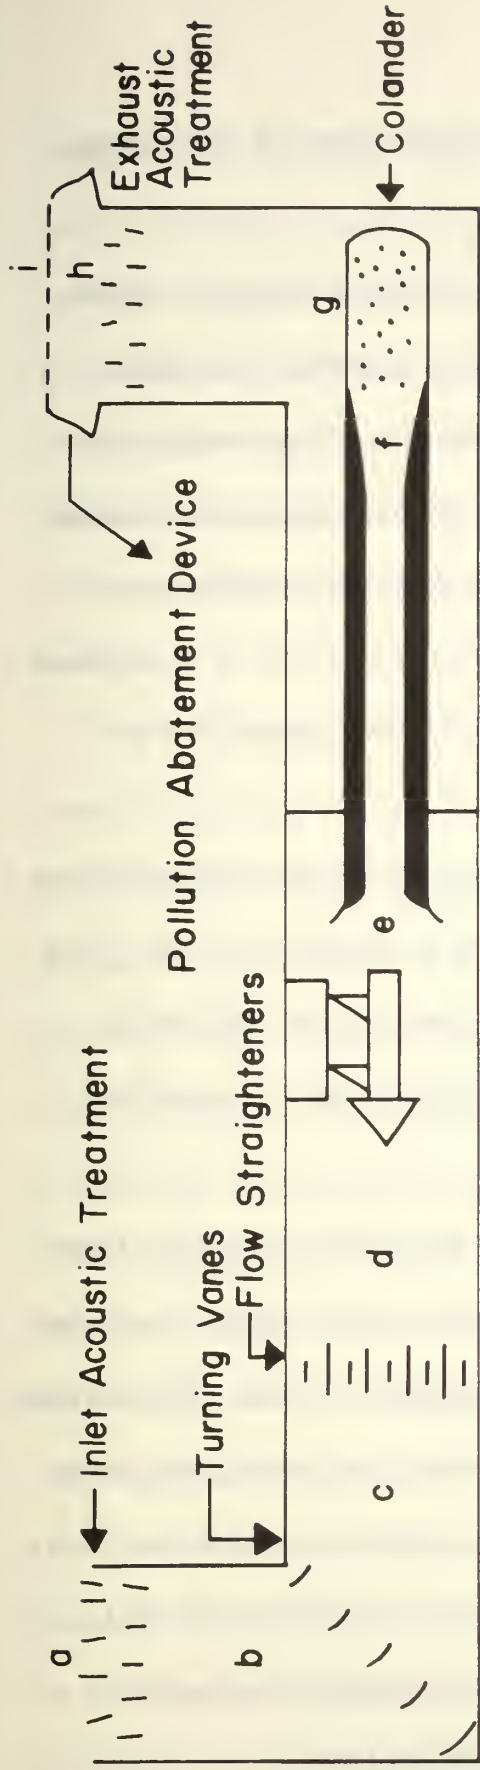 a
Inlet Acoustic Treatment
b
Turning Vanes
Flow Straighteners
c
d
e
Pollution Abatement Device
f
g
h
i
Exhaust
Acoustic
Treatment
Colander